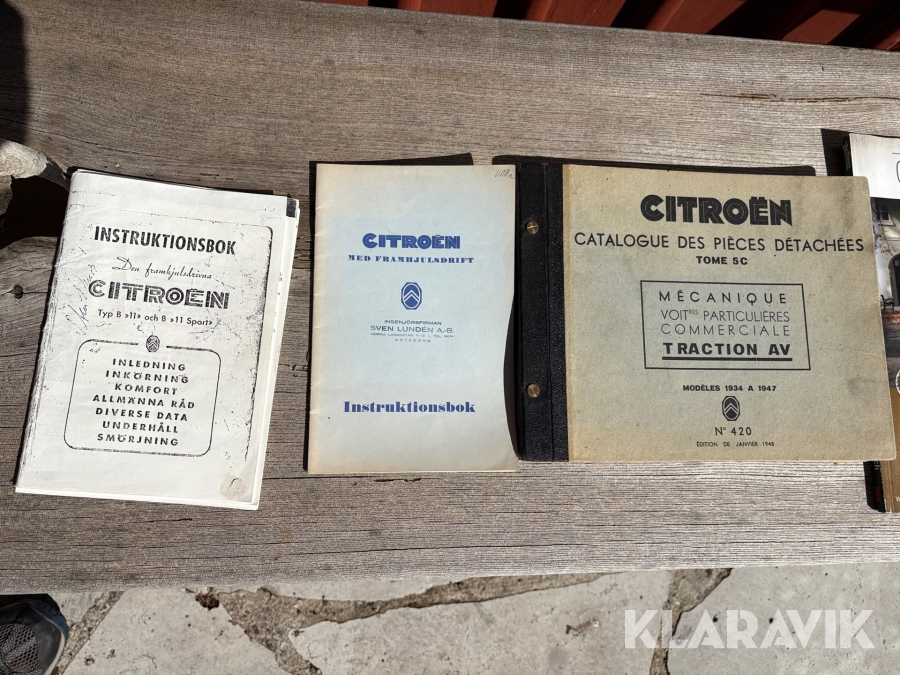 INSTRUKTIONSBOK
Den framhjulsdrivna
CITROËN
Typ B »11» och B »11 Sport»
INLEDNING
INKÖRNING
KOMFORT
ALLMÄNNA RÅD
DIVERSE DATA
UNDERHÅLL
SMÖRJNING
CITROËN
MED FRAMHJULSDRIFT
INGENJÖRSFIRMAN
SVEN LUNDÉN A.-B.
GÖTEBORG
Instruktionsbok
CITROËN
CATALOGUE DES PIÈCES DÉTACHÉES
TOME 5C
MÉCANIQUE
VOITRES PARTICULIÈRES
COMMERCIALE
TRACTION AV
MODÈLES 1934 A 1947
N° 420
ÉDITION DE JANVIER 1948
KLARAVIK